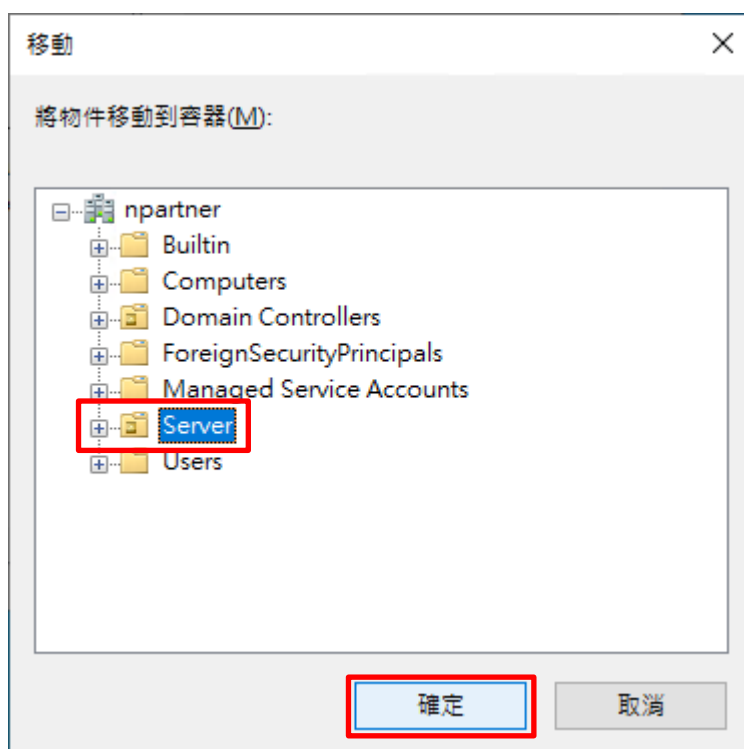 移動
將物件移動到容器(M):
npartner
Builtin
Computers
Domain Controllers
ForeignSecurityPrincipals
Managed Service Accounts
Server
Users
確定
取消